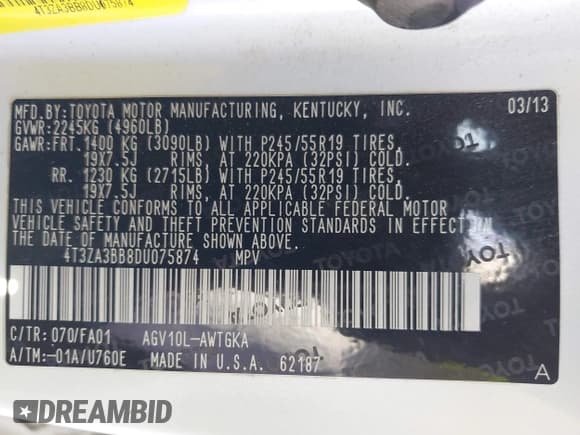 4T3ZA3BB8DU075874
MFD.BY:TOYOTA MOTOR MANUFACTURING, KENTUCKY, INC. 03/13
GVWR:2245KG (4960LB)
GAWR:FRT.1400 KG (3090LB) WITH P245/55R19 TIRES,
19X7.5J RIMS, AT 220KPA (32PSI) COLD.
RR. 1230 KG (2715LB) WITH P245/55R19 TIRES,
19X7.5J RIMS, AT 220KPA (32PSI) COLD.
THIS VEHICLE CONFORMS TO ALL APPLICABLE FEDERAL MOTOR
VEHICLE SAFETY AND THEFT PREVENTION STANDARDS IN EFFECT ON
THE DATE OF MANUFACTURE SHOWN ABOVE.
4T3ZA3BB8DU075874 MPV
TOYOTA
C/TR: 070/FA01 AGV10L-AWTGKA
A/TM:-01A/U760E MADE IN U.S.A. 62187 A
DREAMBID